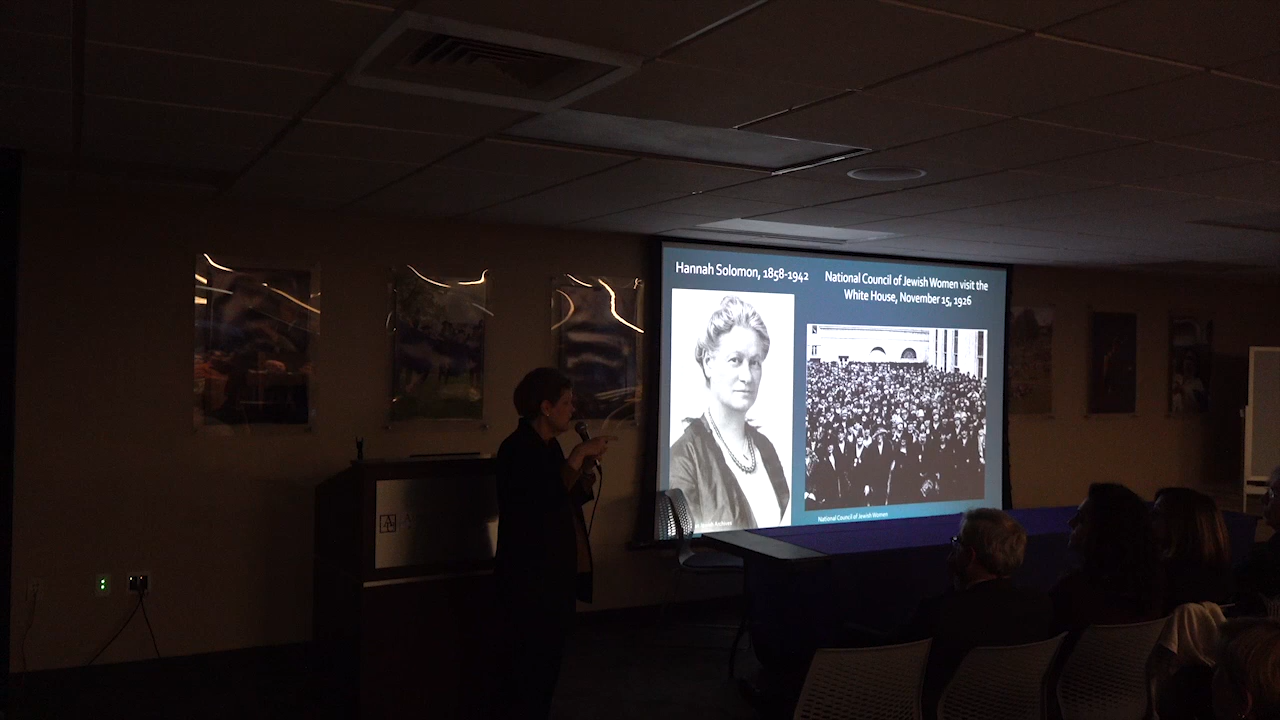 Hannah Solomon, 1858-1942
National Council of Jewish Women visit the
White House, November 15, 1926
National Council of Jewish Women